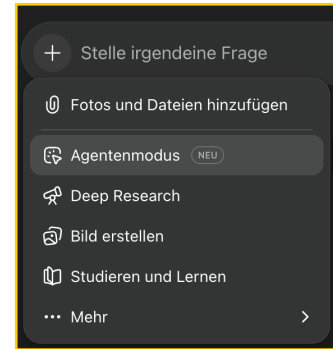 Stelle irgendeine Frage
Fotos und Dateien hinzufügen
Agentenmodus NEU
Deep Research
Bild erstellen
Studieren und Lernen
Mehr